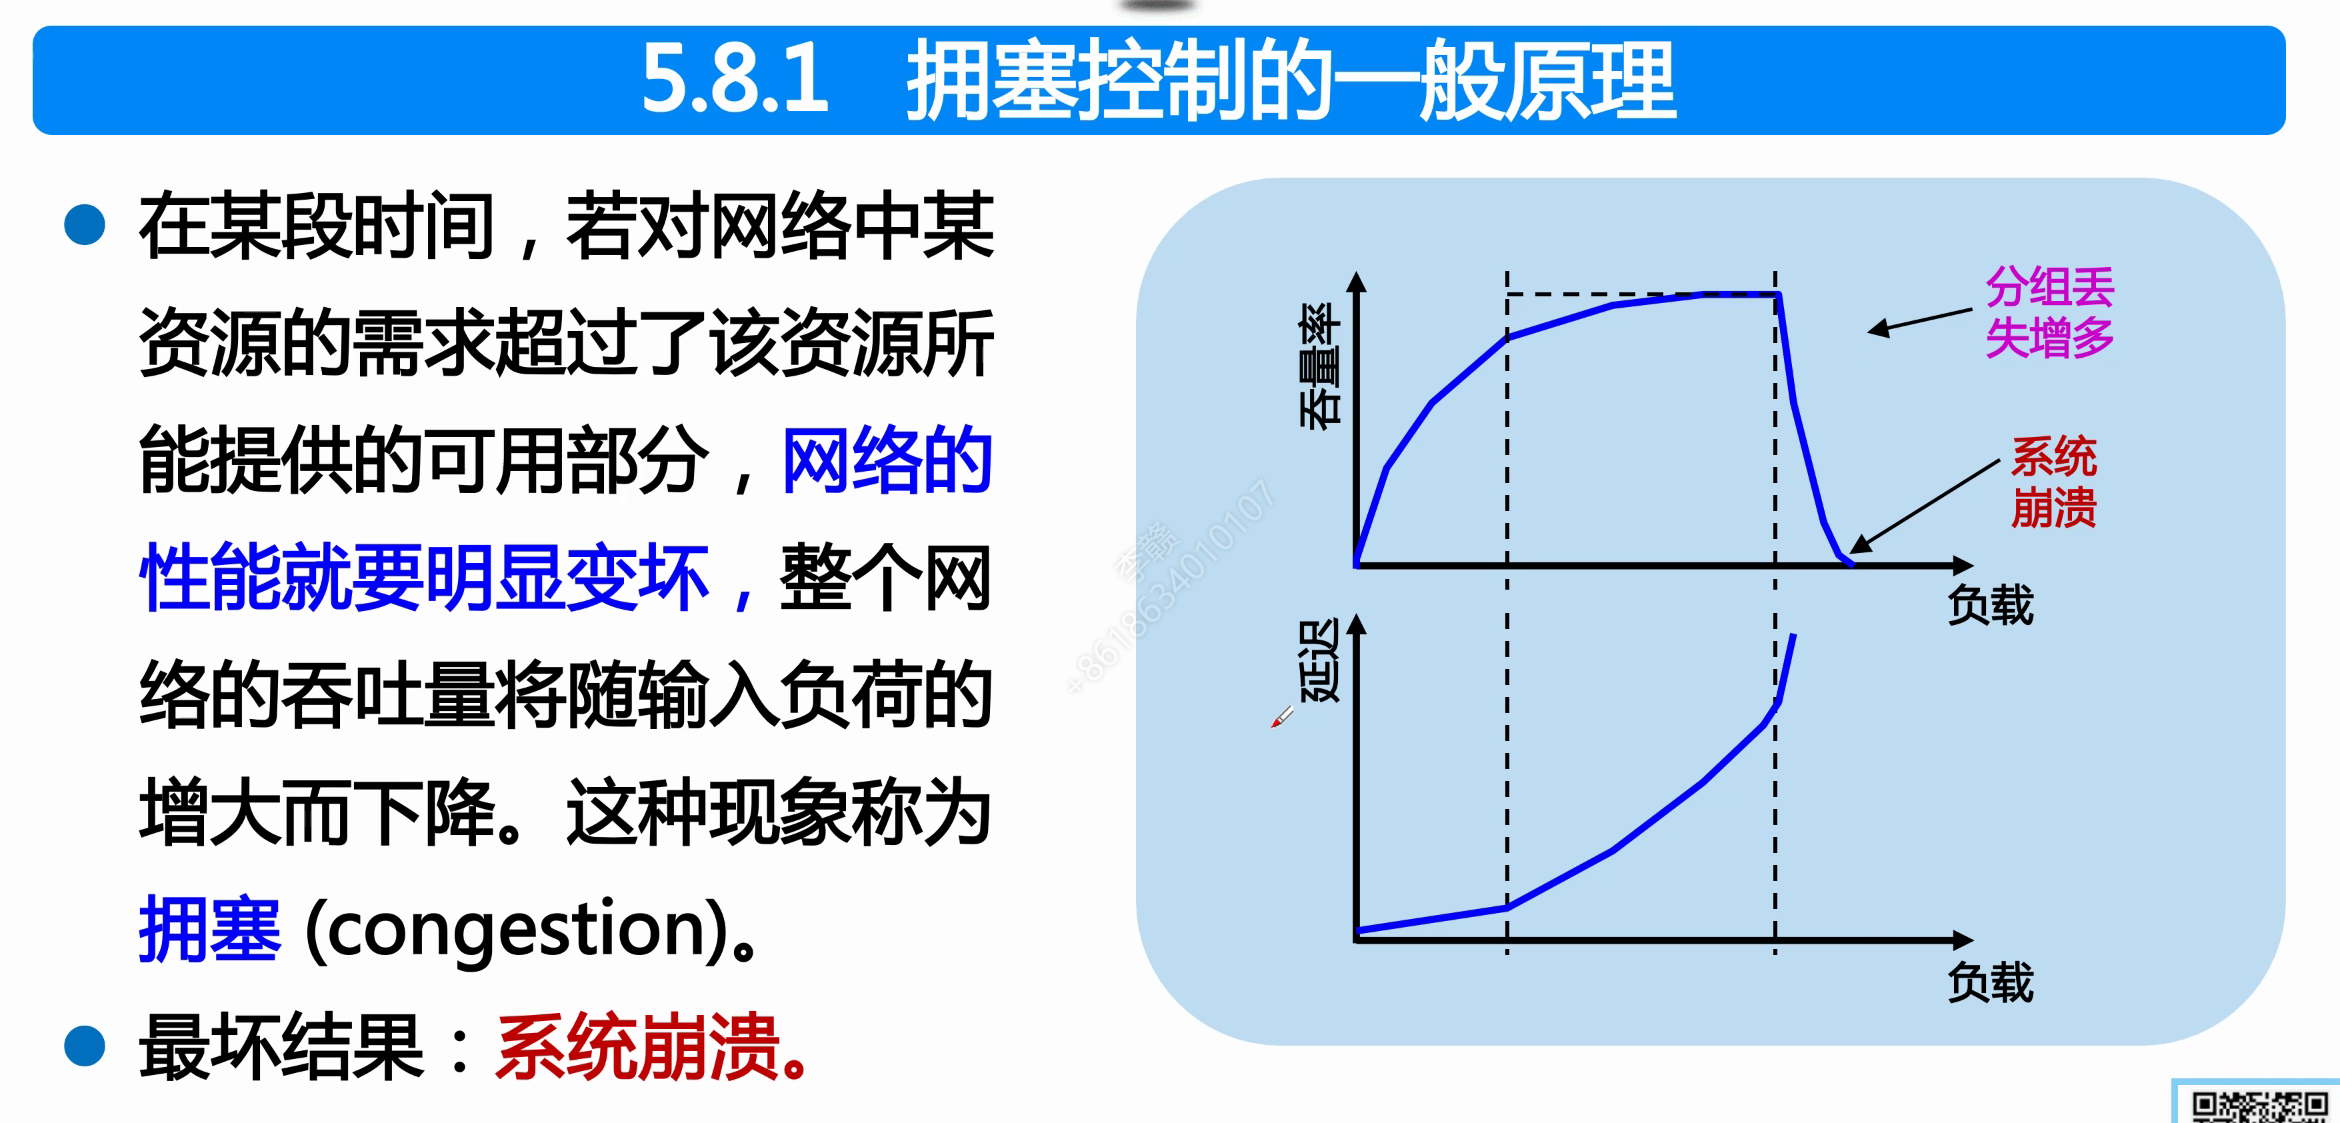 5.8.1 拥塞控制的一般原理
在某段时间，若对网络中某
资源的需求超过了该资源所
能提供的可用部分，网络的
性能就要明显变坏，整个网
络的吞吐量将随输入负荷的
增大而下降。这种现象称为
拥塞 (congestion)。
最坏结果：系统崩溃。
吞量率
分组丢
失增多
系统
崩溃
负载
延迟
负载
李赣
+8618634010107